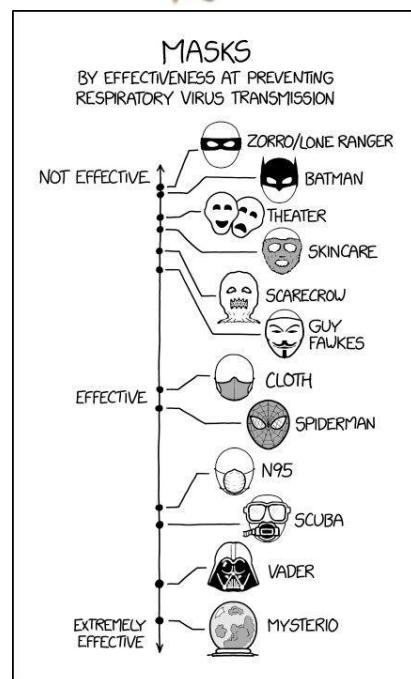 MASKS
BY EFFECTIVENESS AT PREVENTING
RESPIRATORY VIRUS TRANSMISSION
ZORRO/LONE RANGER
NOT EFFECTIVE
BATMAN
THEATER
SKINCARE
SCARECROW
GUY
FAWKES
CLOTH
EFFECTIVE
SPIDERMAN
N95
SCUBA
VADER
EXTREMELY
EFFECTIVE
MYSTERIO